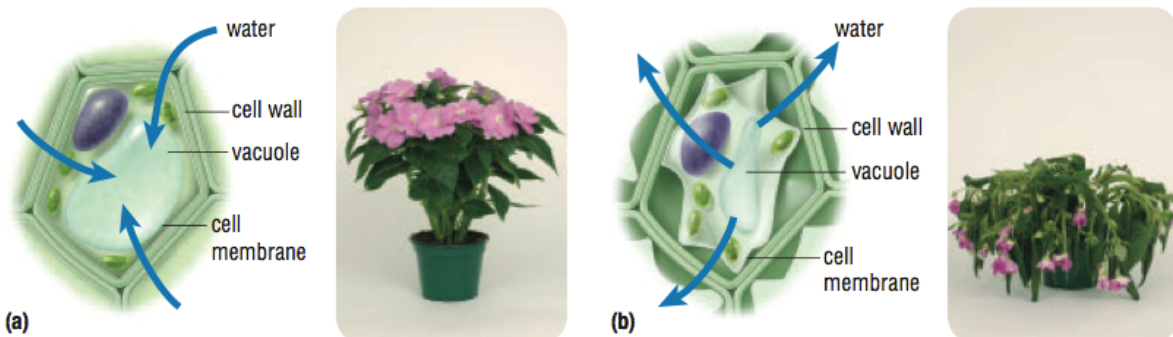 water
cell wall
vacuole
cell
membrane
(a)
water
cell wall
vacuole
cell
membrane
(b)